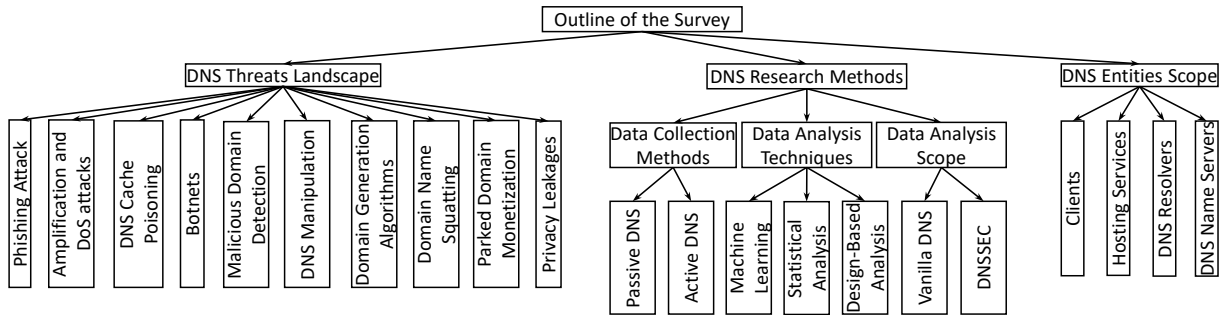 Outline of the Survey
DNS Threats Landscape
DNS Research Methods
DNS Entities Scope
Phishing Attack
Amplification and
DoS attacks
DNS Cache
Poisoning
Botnets
Malicious Domain
Detection
DNS Manipulation
Domain Generation
Algorithms
Domain Name
Squatting
Parked Domain
Monetization
Privacy Leakages
Data Collection
Methods
Data Analysis
Techniques
Data Analysis
Scope
Passive DNS
Active DNS
Machine
Learning
Statistical
Analysis
Design-Based
Analysis
Vanilla DNS
DNSSEC
Clients
Hosting Services
DNS Resolvers
DNS Name Servers